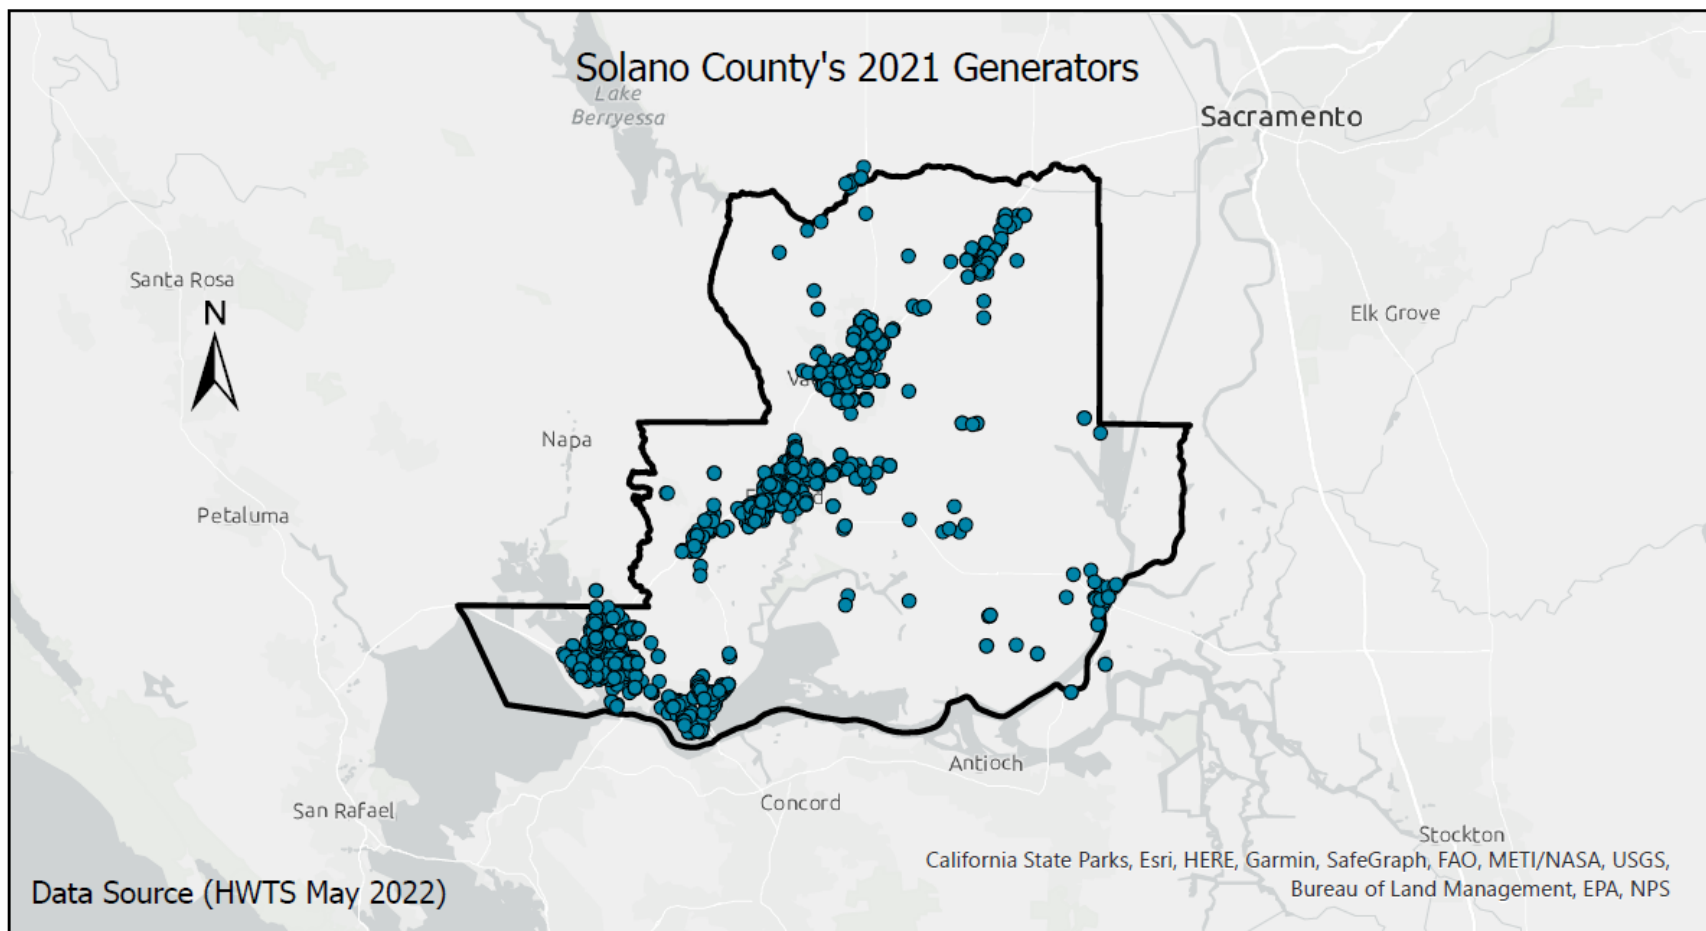 Solano County's 2021 Generators
Lake
Berryessa
Sacramento
Santa Rosa
N
Elk Grove
Napa
Petaluma
Antioch
Concord
San Rafael
Stockton
California State Parks, Esri, HERE, Garmin, SafeGraph, FAO, METI/NASA, USGS,
Bureau of Land Management, EPA, NPS
Data Source (HWTS May 2022)